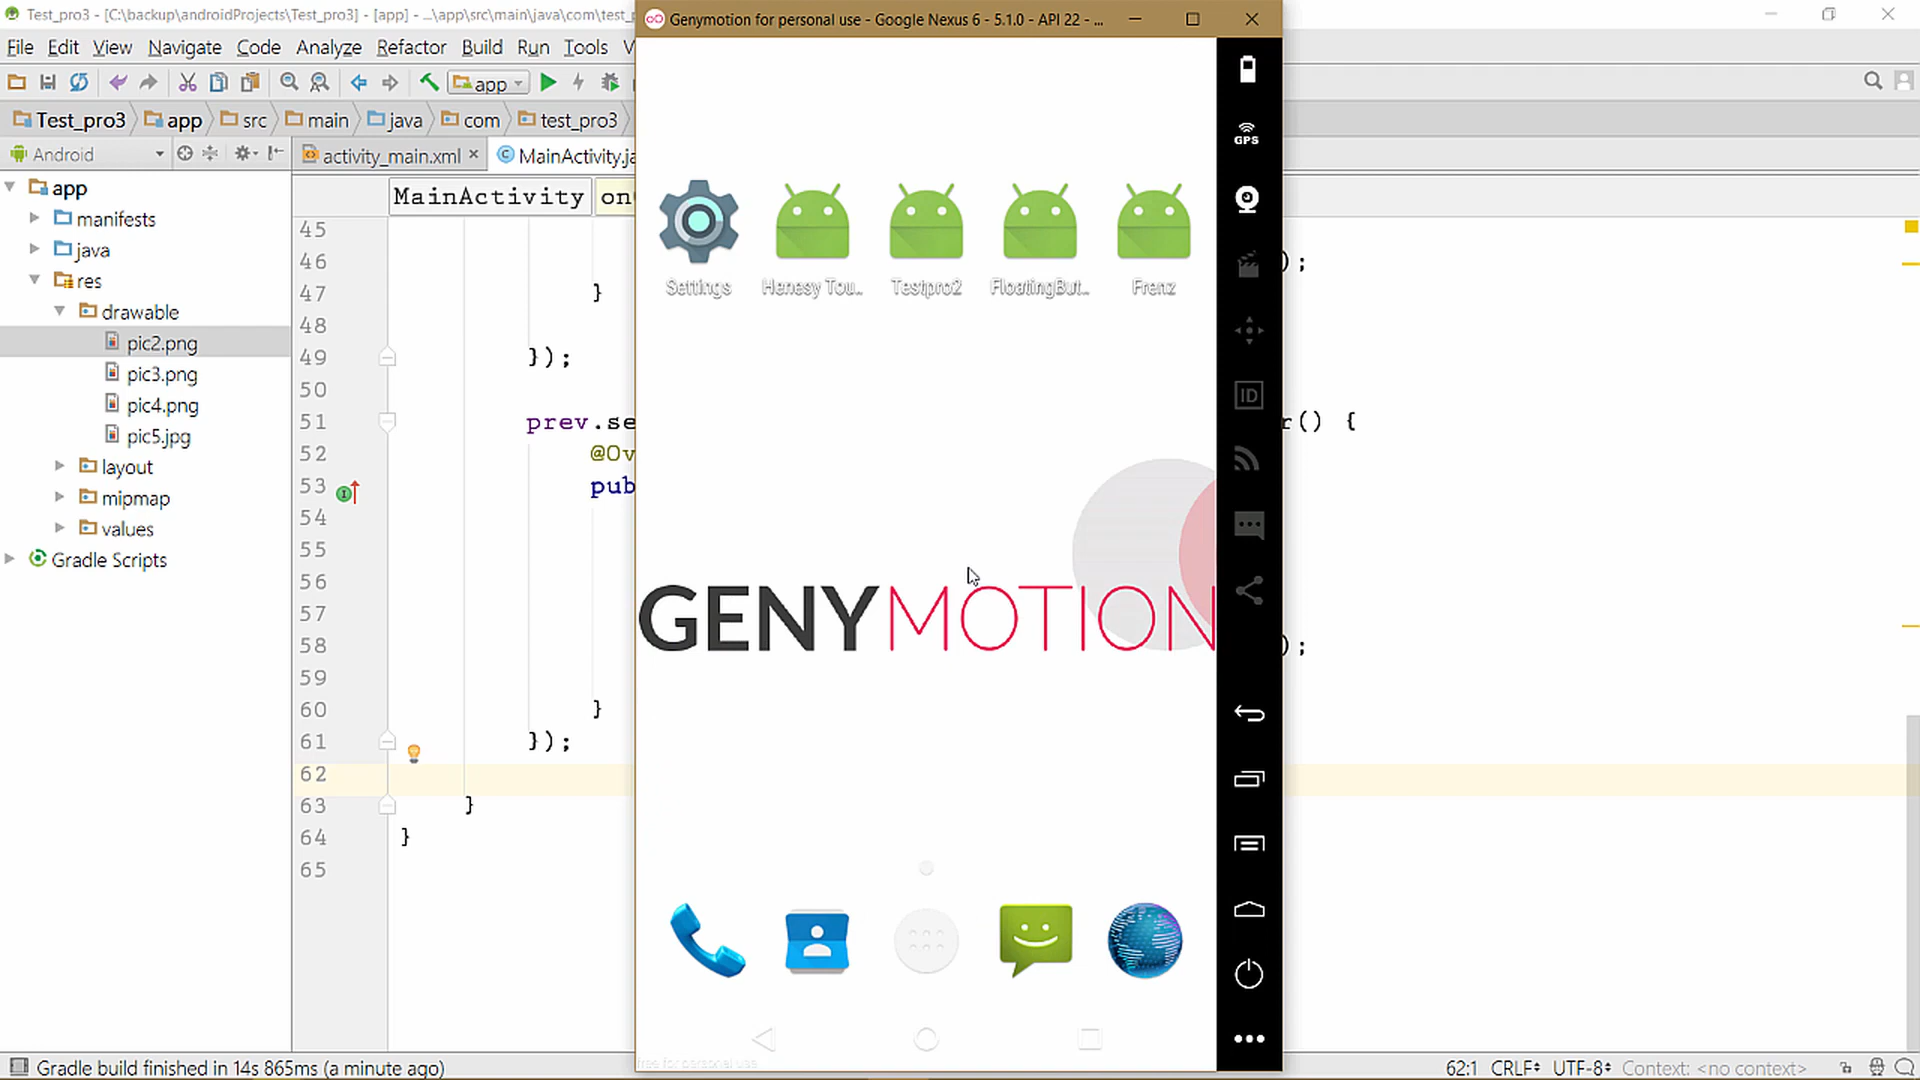 Test_pro3 - [C:\backup\androidProjects\Test_pro3] - [app] - ...\app\src\main\java\com\test_
Genymotion for personal use - Google Nexus 6 - 5.1.0 - API 22 - ...
File Edit View Navigate Code Analyze Refactor Build Run Tools V
app
GPS
Test_pro3 app src main java com test_pro3
Android
activity_main.xml
MainActivity.ja
app
MainActivity
on
manifests
45
java
46
);
res
47 }
Settings
Henesy Tou..
Testpro2
FloatingBut..
Frenz
drawable
48
pic2.png
49 });
pic3.png
50
ID
pic4.png
51 prev.se
r() {
pic5.jpg
52 @Ov
layout
53 pub
mipmap
54
values
55
Gradle Scripts
56
57
GENYMOTION
58
);
59
60 }
61 });
62
63 }
64 }
65
free for personal use
Gradle build finished in 14s 865ms (a minute ago)
62:1 CRLF UTF-8 Context: <no context>